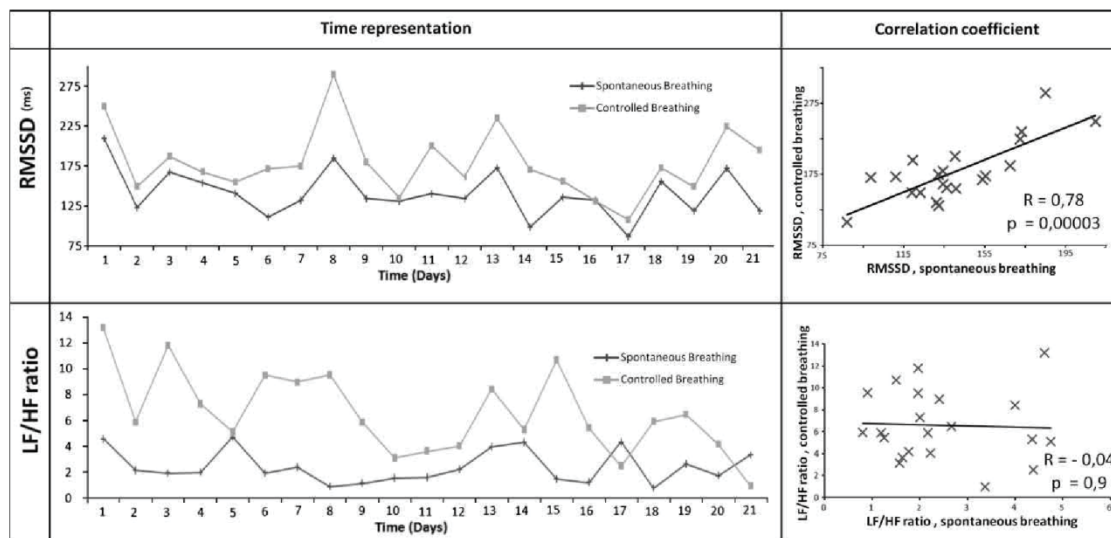 Time representation
Correlation coefficient
RMSSD (ms)
275
225
175
125
75
Spontaneous Breathing
Controlled Breathing
1 2 3 4 5 6 7 8 9 10 11 12 13 14 15 16 17 18 19 20 21
Time (Days)
RMSSD , controlled breathing
275
175
75
R = 0,78
p = 0,00003
75 115 155 195
RMSSD , spontaneous breathing
LF/HF ratio
14
12
10
8
6
4
2
0
Spontaneous Breathing
Controlled Breathing
1 2 3 4 5 6 7 8 9 10 11 12 13 14 15 16 17 18 19 20 21
Time (Days)
LF/HF ratio , controlled breathing
14
12
10
8
6
4
2
0
R = - 0,04
p = 0,9
0 1 2 3 4 5 6
LF/HF ratio , spontaneous breathing